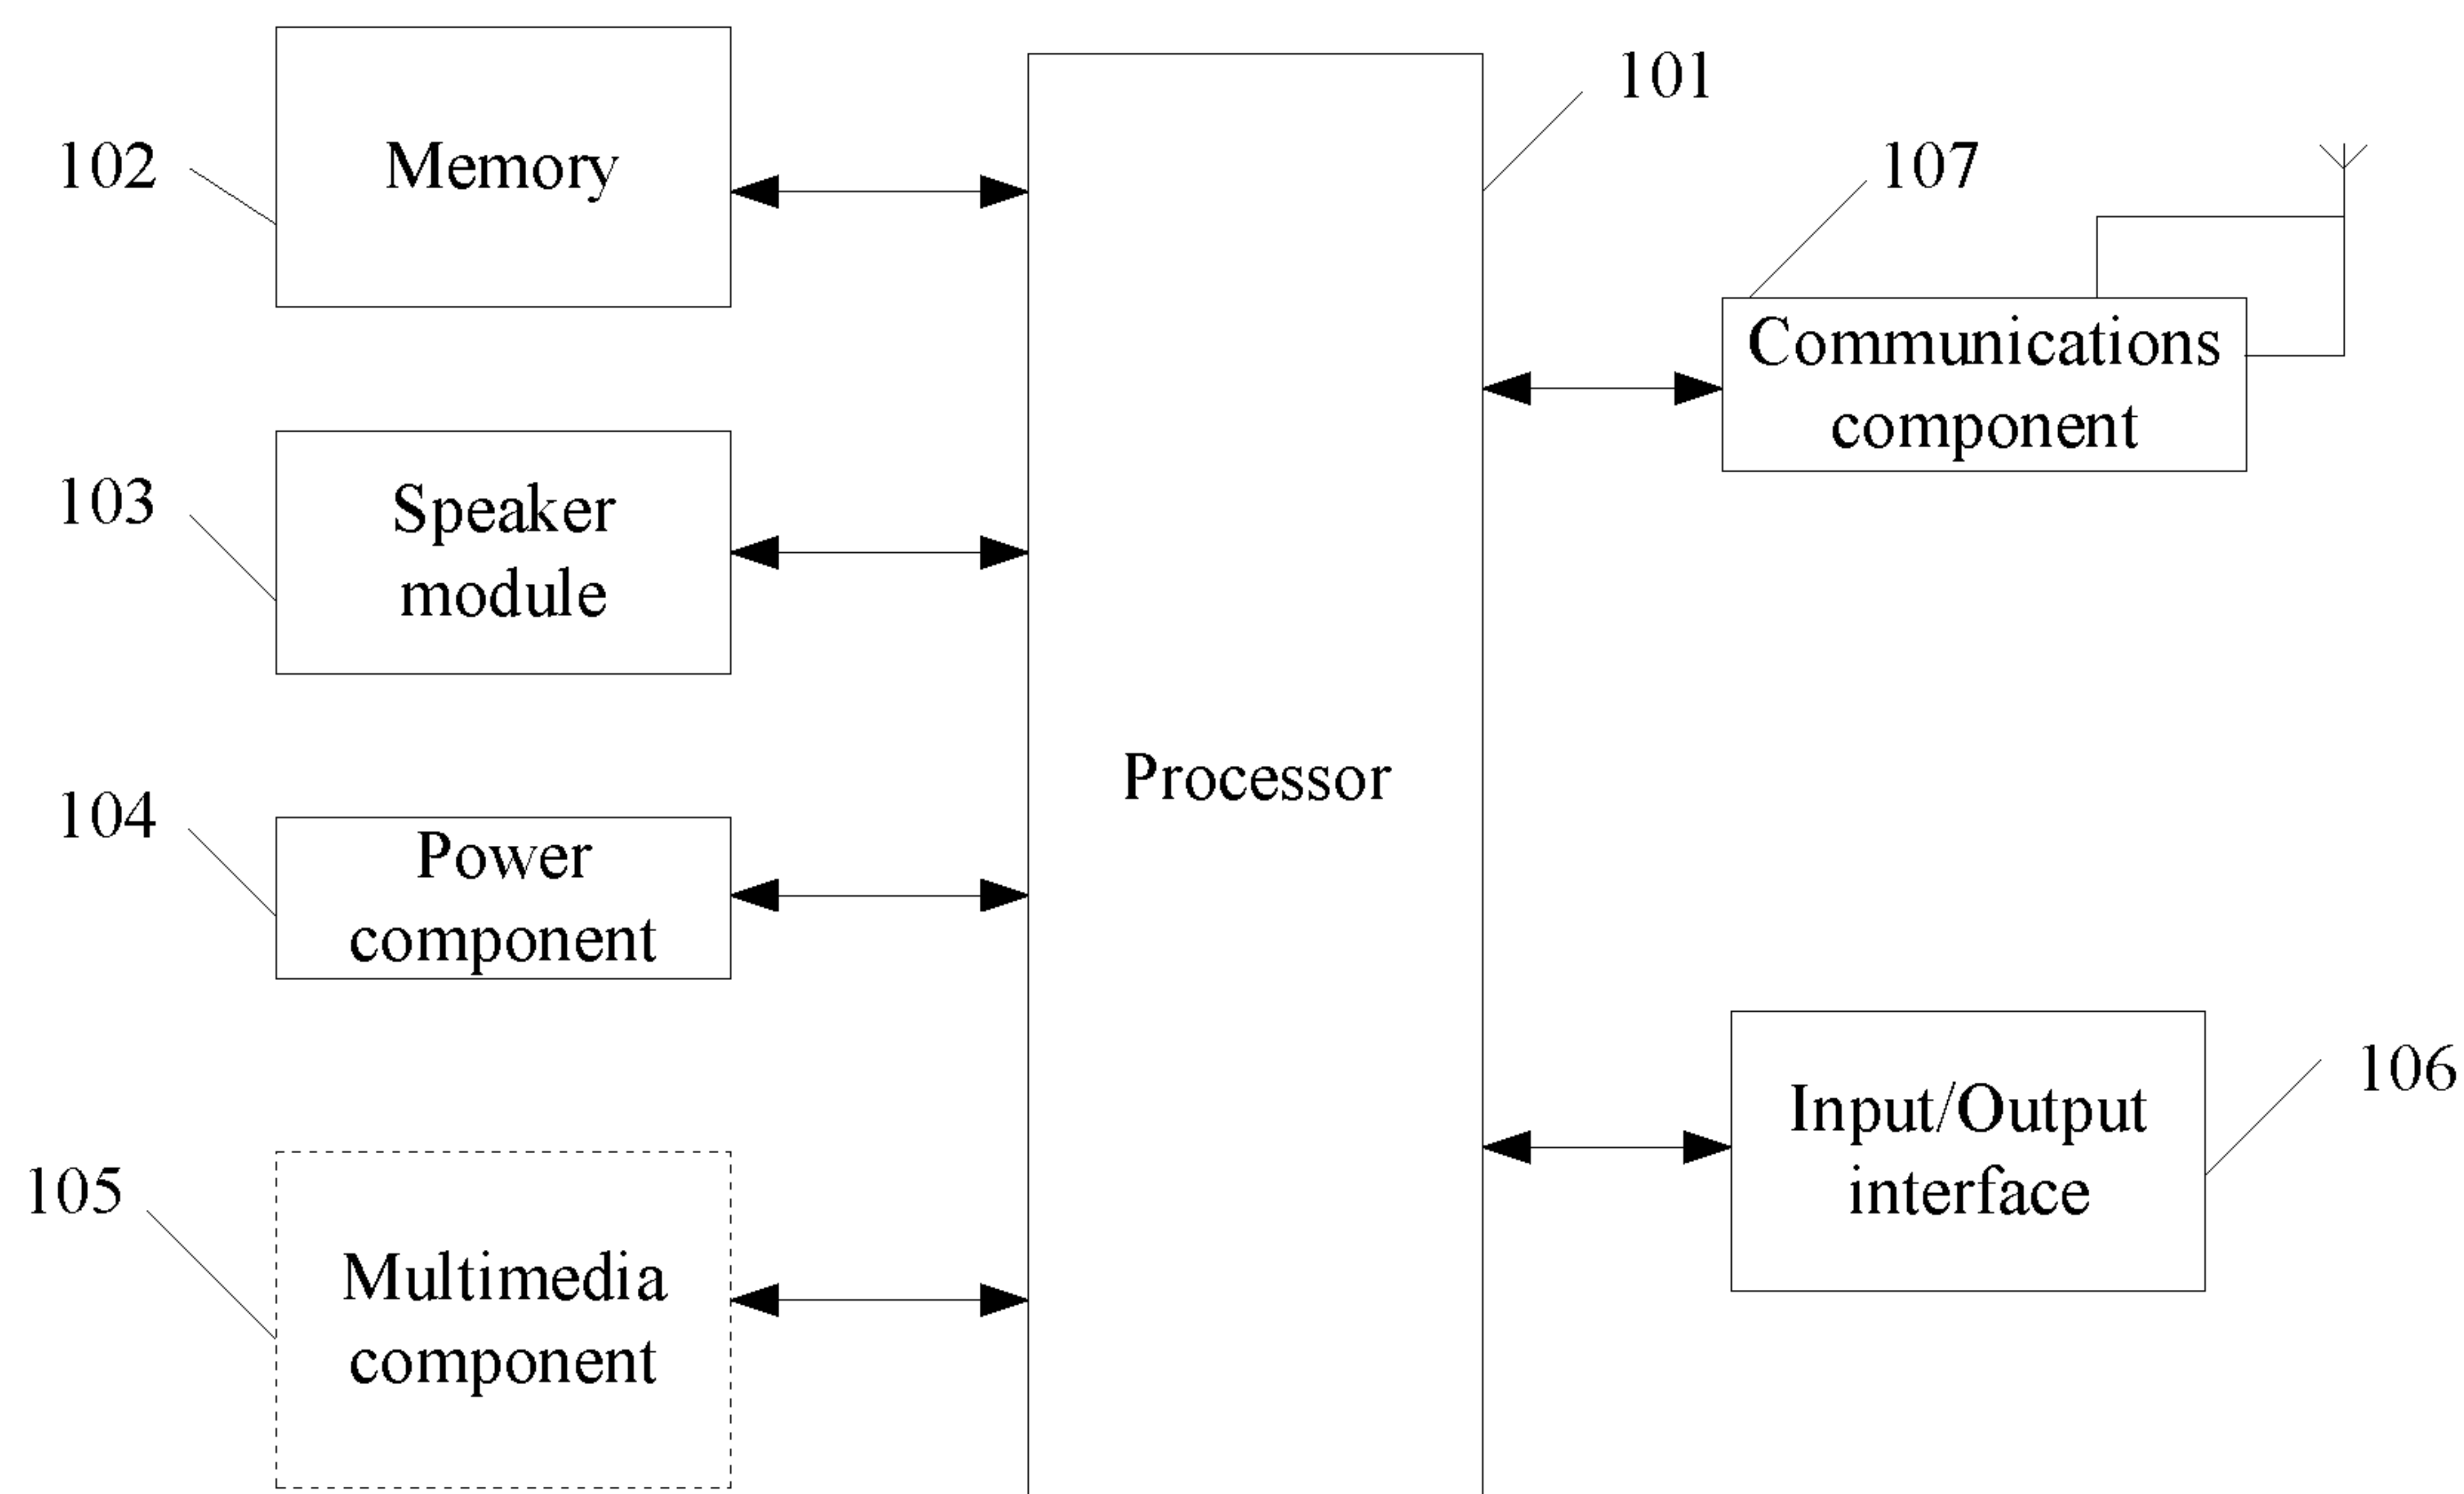 101
102
Memory
107
Communications
component
103
Speaker
module
Processor
104
Power
component
Input/Output
interface
106
105
Multimedia
component